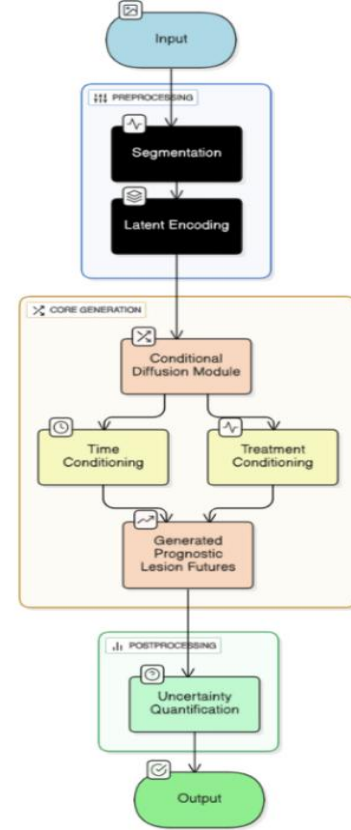 Input
PREPROCESSING
Segmentation
Latent Encoding
CORE GENERATION
Conditional
Diffusion Module
Time
Conditioning
Treatment
Conditioning
Generated
Prognostic
Lesion Futures
POSTPROCESSING
Uncertainty
Quantification
Output